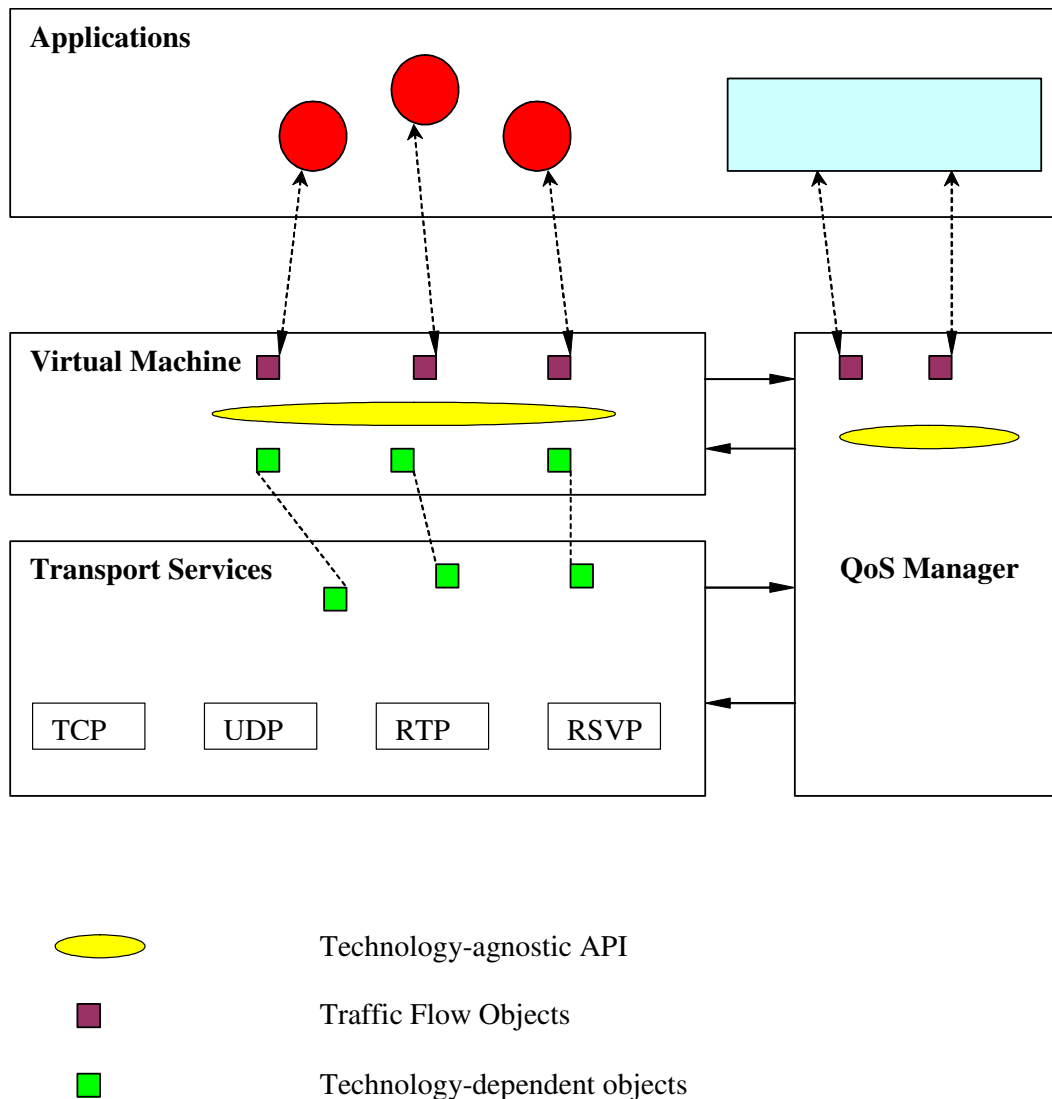 Applications
Virtual Machine
Transport Services
QoS Manager
TCP
UDP
RTP
RSVP
Technology-agnostic API
Traffic Flow Objects
Technology-dependent objects